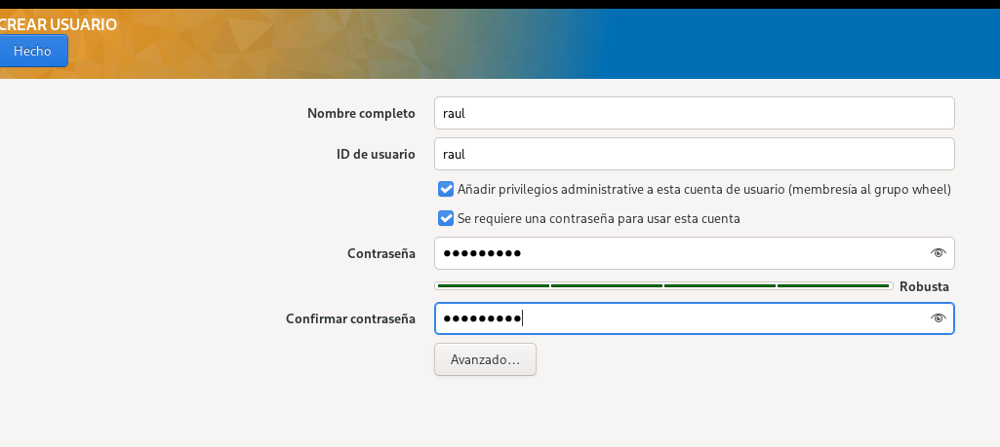 CREAR USUARIO
Hecho
Nombre completo raul
ID de usuario raul
Añadir privilegios administrative a esta cuenta de usuario (membresía al grupo wheel)
Se requiere una contraseña para usar esta cuenta
Contraseña ●●●●●●●●●
Robusta
Confirmar contraseña ●●●●●●●●●
Avanzado...